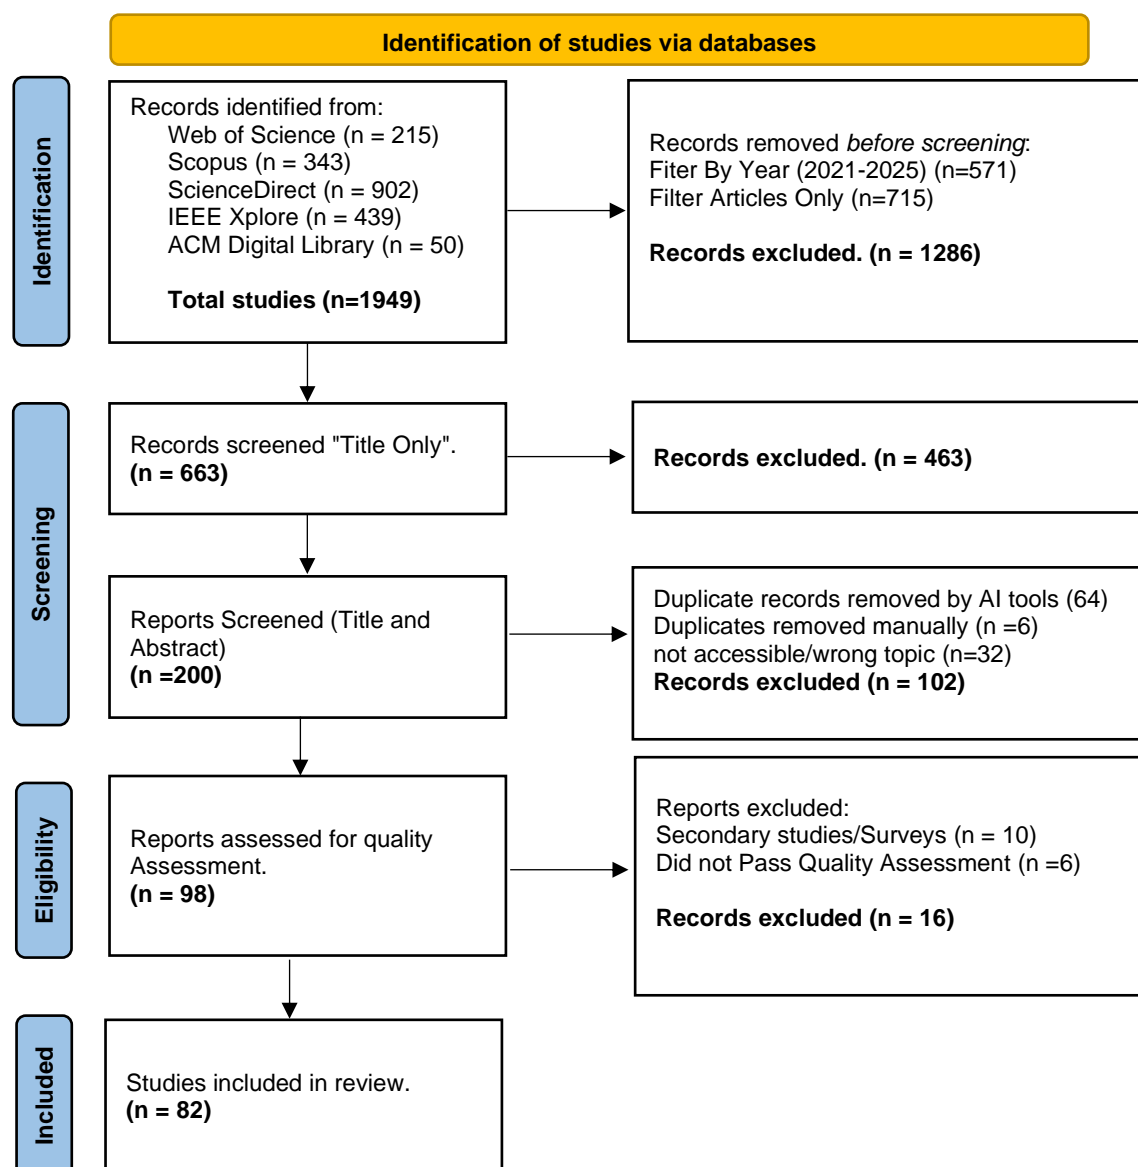 Identification of studies via databases
Identification
Records identified from:
Web of Science (n = 215)
Scopus (n = 343)
ScienceDirect (n = 902)
IEEE Xplore (n = 439)
ACM Digital Library (n = 50)
Total studies (n=1949)
Records removed before screening:
Fiter By Year (2021-2025) (n=571)
Filter Articles Only (n=715)
Records excluded. (n = 1286)
Screening
Records screened "Title Only".
(n = 663)
Records excluded. (n = 463)
Reports Screened (Title and
Abstract)
(n =200)
Duplicate records removed by AI tools (64)
Duplicates removed manually (n =6)
not accessible/wrong topic (n=32)
Records excluded (n = 102)
Eligibility
Reports assessed for quality
Assessment.
(n = 98)
Reports excluded:
Secondary studies/Surveys (n = 10)
Did not Pass Quality Assessment (n =6)
Records excluded (n = 16)
Included
Studies included in review.
(n = 82)